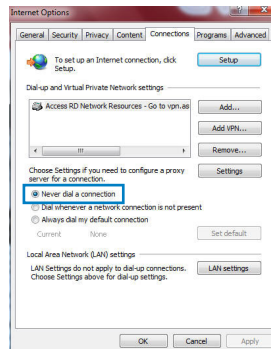 Internet Options
General Security Privacy Content Connections Programs Advanced
To set up an Internet connection, click
Setup.
Setup
Dial-up and Virtual Private Network settings
Access RD Network Resources - Go to vpn.as
Add...
Add VPN...
Remove...
Choose Settings if you need to configure a proxy
server for a connection.
Settings
Never dial a connection
Dial whenever a network connection is not present
Always dial my default connection
Current None
Set default
Local Area Network (LAN) settings
LAN Settings do not apply to dial-up connections.
Choose Settings above for dial-up settings.
LAN settings
OK Cancel Apply